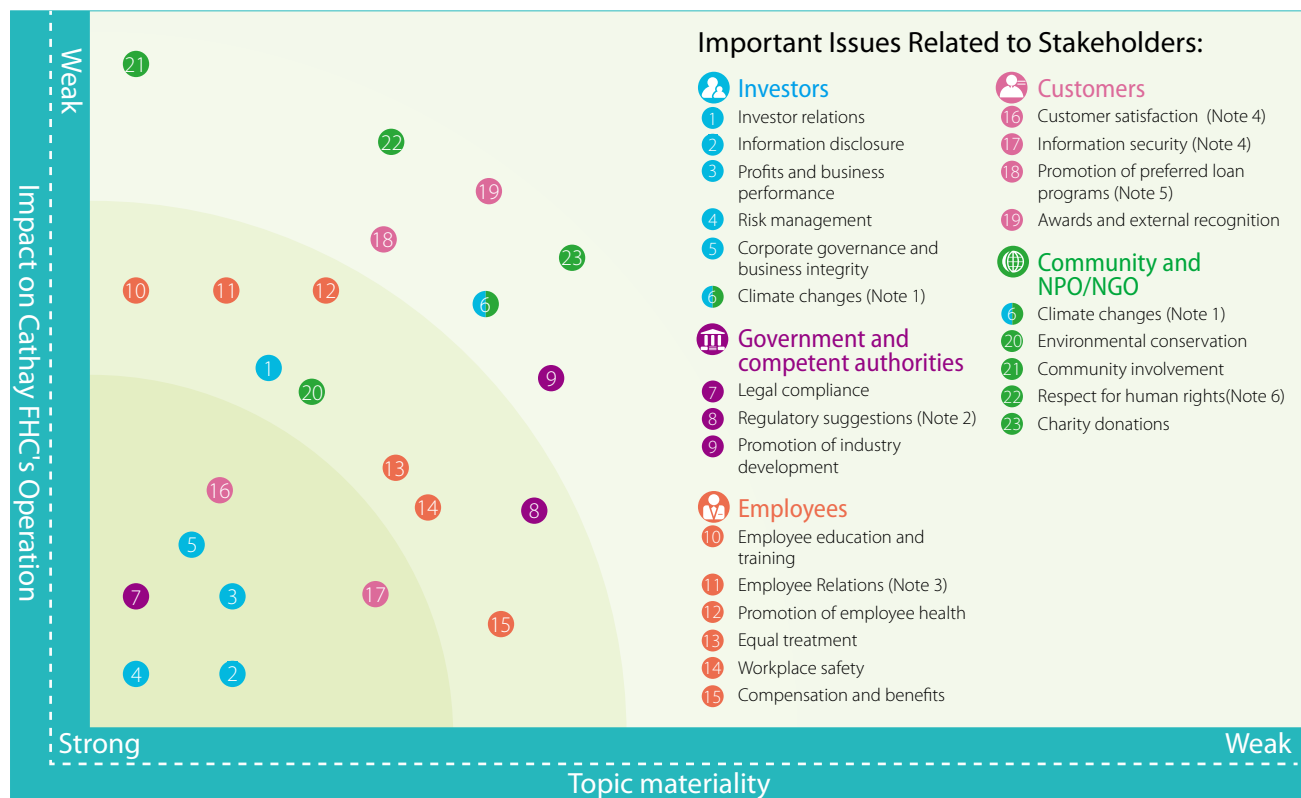 Important Issues Related to Stakeholders:
Investors
1 Investor relations
2 Information disclosure
3 Profits and business
performance
4 Risk management
5 Corporate governance and
business integrity
6 Climate changes (Note 1)
Government and
competent authorities
7 Legal compliance
8 Regulatory suggestions (Note 2)
9 Promotion of industry
development
Employees
10 Employee education and
training
11 Employee Relations (Note 3)
12 Promotion of employee health
13 Equal treatment
14 Workplace safety
15 Compensation and benefits
Customers
16 Customer satisfaction (Note 4)
17 Information security (Note 4)
18 Promotion of preferred loan
programs (Note 5)
19 Awards and external recognition
Community and
NPO/NGO
6 Climate changes (Note 1)
20 Environmental conservation
21 Community involvement
22 Respect for human rights(Note 6)
23 Charity donations
Weak
Impact on Cathay FHC's Operation
21
22
19
18
23
10
11
12
6
1
9
20
13
16
14
8
5
7
3
17
15
4
2
Strong
Weak
Topic materiality